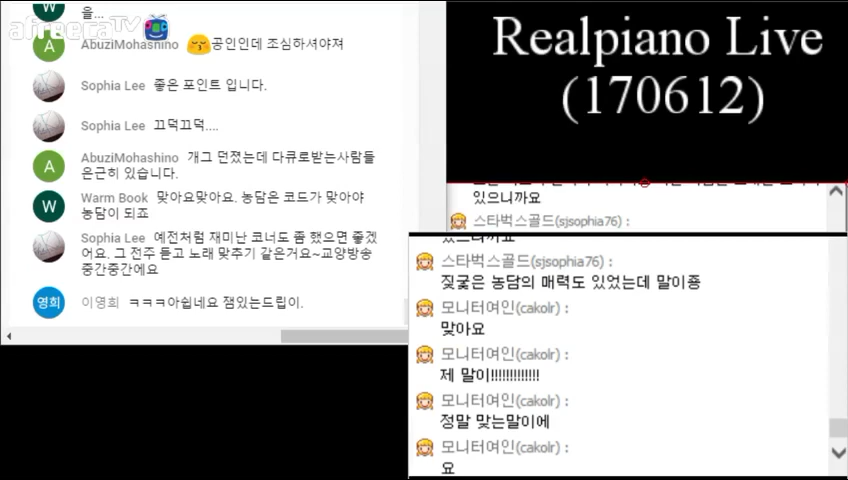 을...
afreecaTV
A
AbuziMohashino 공인인데 조심하셔야져
Sophia Lee 좋은 포인트 입니다.
Sophia Lee 끄덕끄덕....
A
AbuziMohashino 개그 던졌는데 다큐로받는사람들
은근히 있습니다.
W
Warm Book 맞아요맞아요. 농담은 코드가 맞아야
농담이 되죠
Sophia Lee 예전처럼 재미난 코너도 좀 했으면 좋겠
어요. 그 전주 듣고 노래 맞추기 같은거요~교양방송
중간중간에요
영희
이영희 ㅋㅋㅋ아쉽네요 잼있는드립이.
Realpiano Live
(170612)
있으니까요
스타벅스골드(sjsophia76) :
있으니까요
스타벅스골드(sjsophia76) :
짖궂은 농담의 매력도 있었는데 말이죵
모니터여인(cakolr) :
맞아요
모니터여인(cakolr) :
제 말이!!!!!!!!!!!!!
모니터여인(cakolr) :
정말 맞는말이에
모니터여인(cakolr) :
요